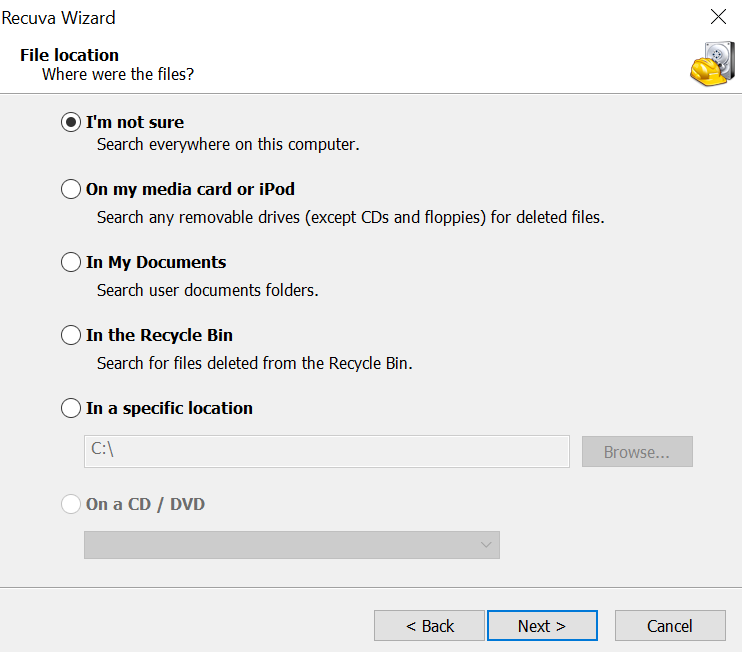 Recuva Wizard
File location
Where were the files?
I'm not sure
Search everywhere on this computer.
On my media card or iPod
Search any removable drives (except CDs and floppies) for deleted files.
In My Documents
Search user documents folders.
In the Recycle Bin
Search for files deleted from the Recycle Bin.
In a specific location
C:\
Browse...
On a CD / DVD
< Back
Next >
Cancel